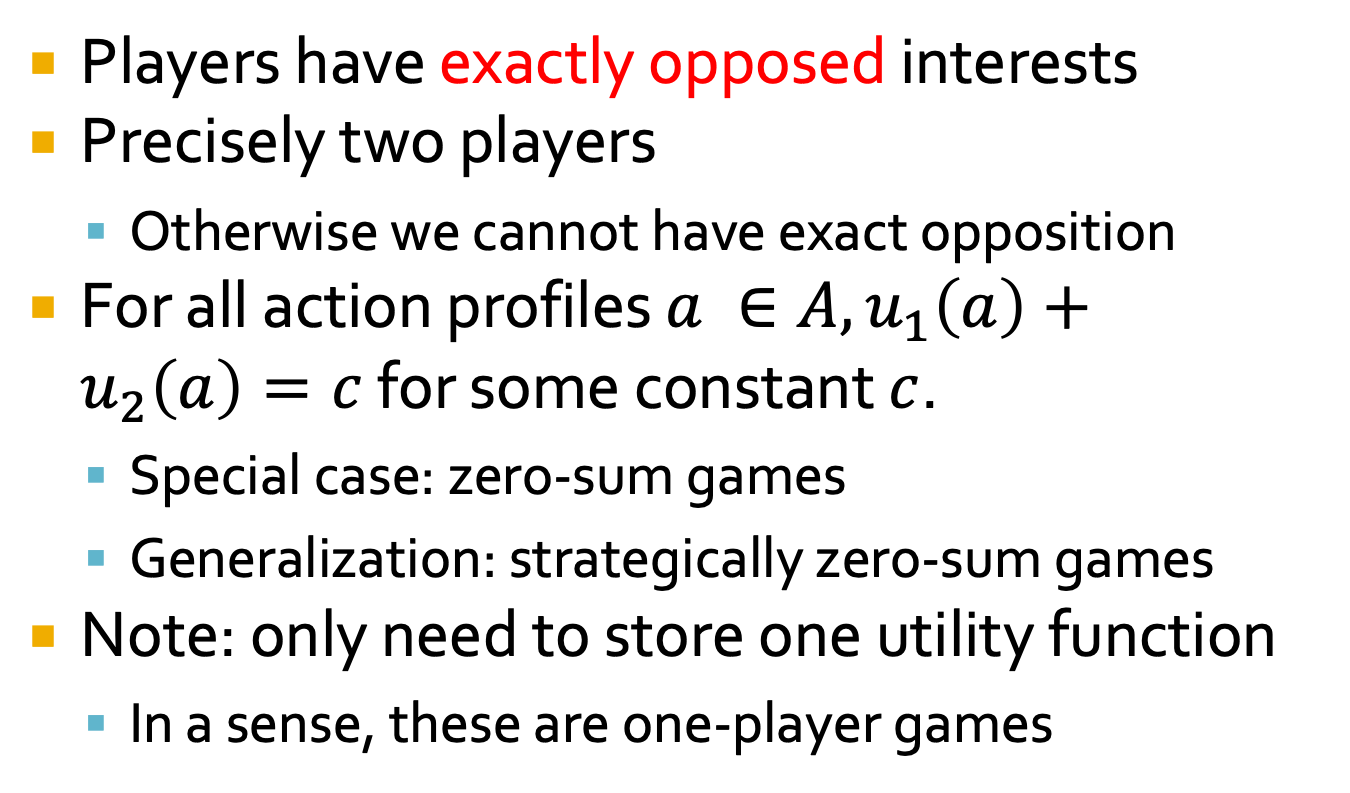 ▪ Players have exactly opposed interests
▪ Precisely two players
▪ Otherwise we cannot have exact opposition
▪ For all action profiles 𝑎 ∈ 𝐴, 𝑢₁(𝑎) +
𝑢₂(𝑎) = 𝑐 for some constant 𝑐.
▪ Special case: zero-sum games
▪ Generalization: strategically zero-sum games
▪ Note: only need to store one utility function
▪ In a sense, these are one-player games